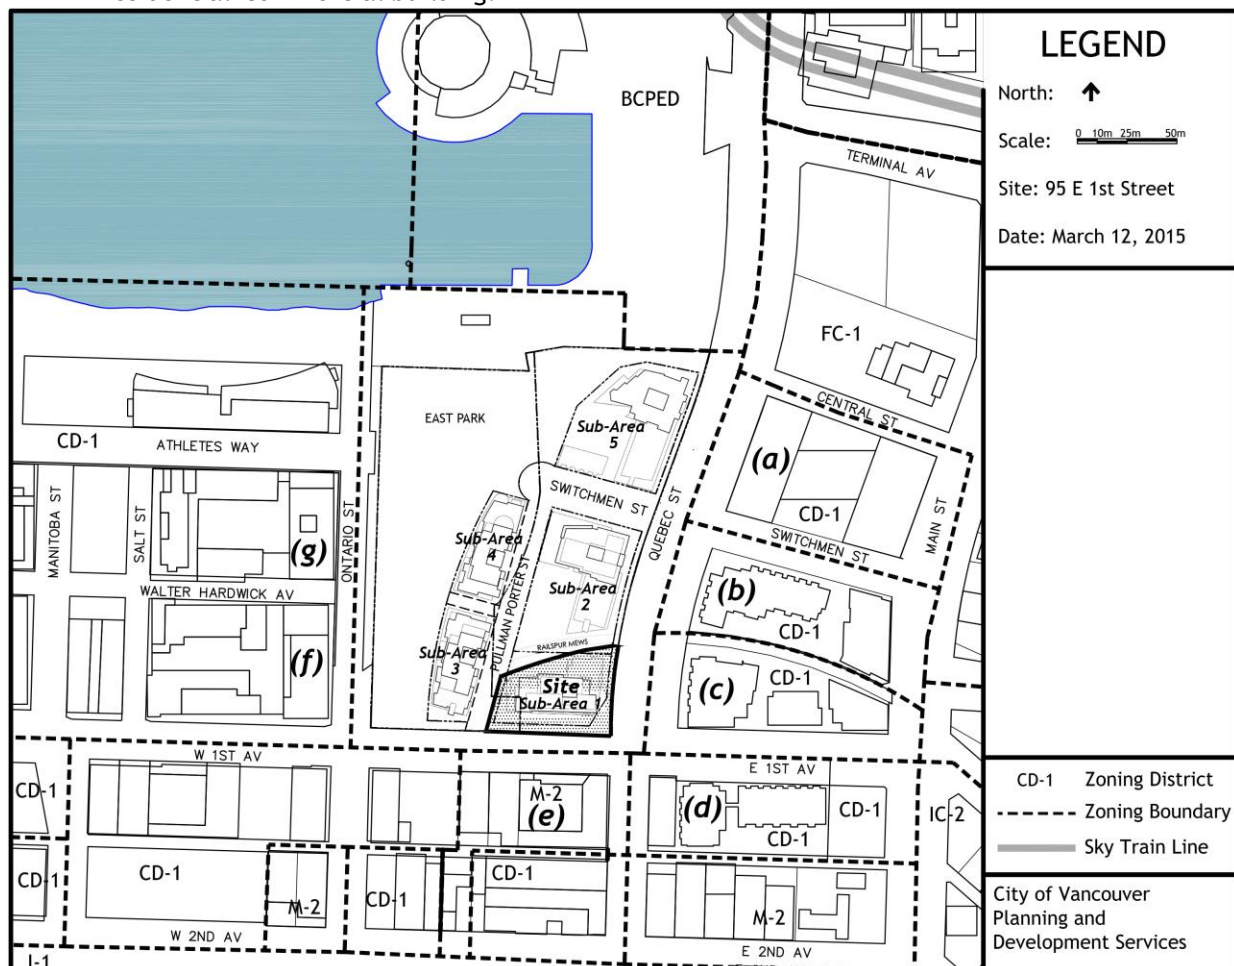 LEGEND
North:
Scale: 0 10m 25m 50m
Site: 95 E 1st Street
Date: March 12, 2015
BCPED
TERMINAL AV
FC-1
CENTRAL ST
EAST PARK
Sub-Area
5
CD-1
ATHLETES WAY
(a)
CD-1
SWITCHMEN ST
SWITCHMEN ST
QUEBEC ST
MAIN ST
MANITOBA ST
SALT ST
(g)
ONTARIO ST
Sub-Area
4
PULLMAN PORTER ST
Sub-Area
2
(b)
CD-1
WALTER HARDWICK AV
RAILSPUR MEWS
(f)
Sub-Area
3
Site
Sub-Area 1
(c)
CD-1
W 1ST AV
E 1ST AV
CD-1
M-2
(e)
(d)
CD-1
CD-1
IC-2
CD-1
CD-1
CD-1
CD-1
M-2
M-2
W 2ND AV
E 2ND AV
I-1
CD-1 Zoning District
Zoning Boundary
Sky Train Line
City of Vancouver
Planning and
Development Services